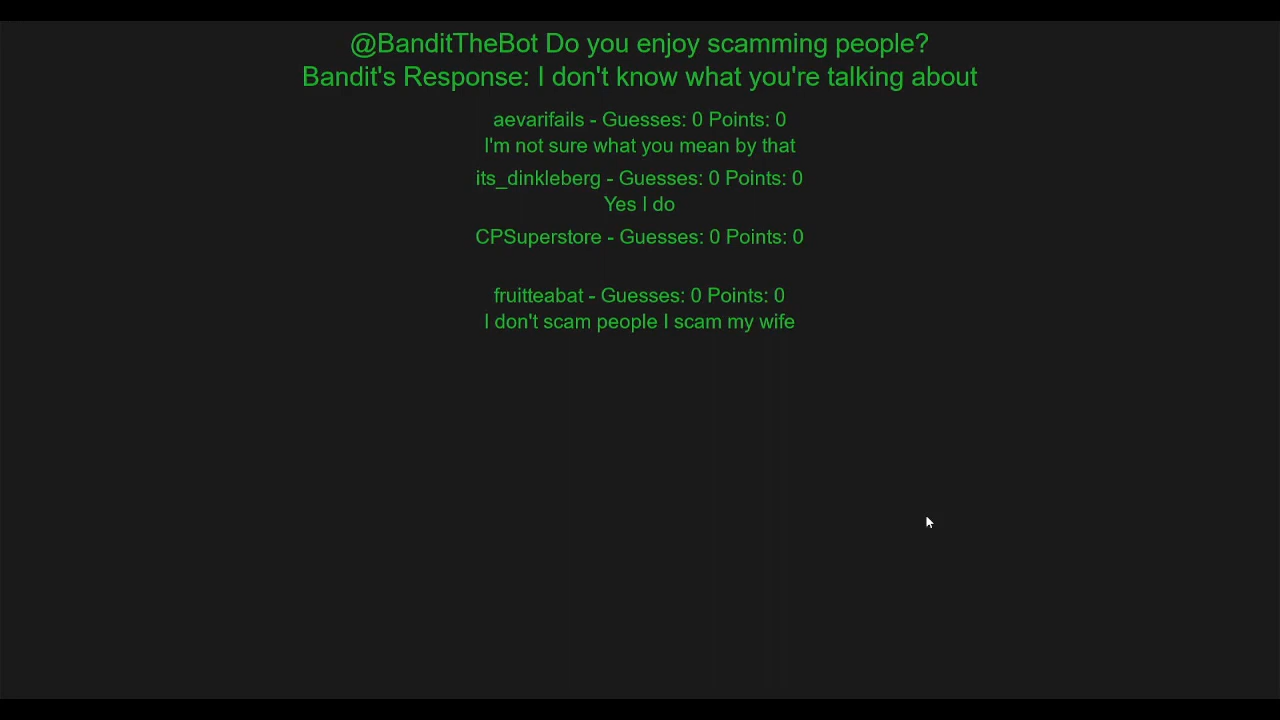 @BanditTheBot Do you enjoy scamming people?
Bandit's Response: I don't know what you're talking about
aevarifails - Guesses: 0 Points: 0
I'm not sure what you mean by that
its_dinkleberg - Guesses: 0 Points: 0
Yes I do
CPSuperstore - Guesses: 0 Points: 0
fruitteabat - Guesses: 0 Points: 0
I don't scam people I scam my wife